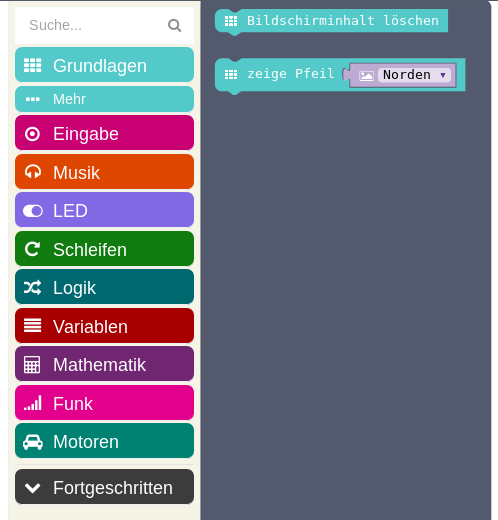 Suche...
Grundlagen
Mehr
Eingabe
Musik
LED
Schleifen
Logik
Variablen
Mathematik
Funk
Motoren
Fortgeschritten
Bildschirminhalt löschen
zeige Pfeil Norden